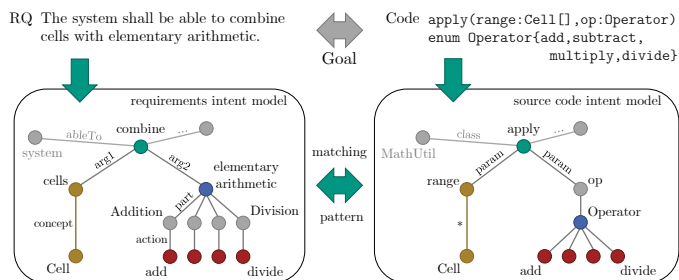 RQ The system shall be able to combine
cells with elementary arithmetic.
Goal
Code apply(range:Cell[],op:Operator)
enum Operator{add,subtract,
multiply,divide}
requirements intent model
combine
ableTo
...
system
arg1
arg2
cells
elementary
arithmetic
part
concept
Addition
Division
action
Cell
add
divide
matching
pattern
source code intent model
apply
class
...
MathUtil
param
param
range
op
Operator
*
Cell
add
divide